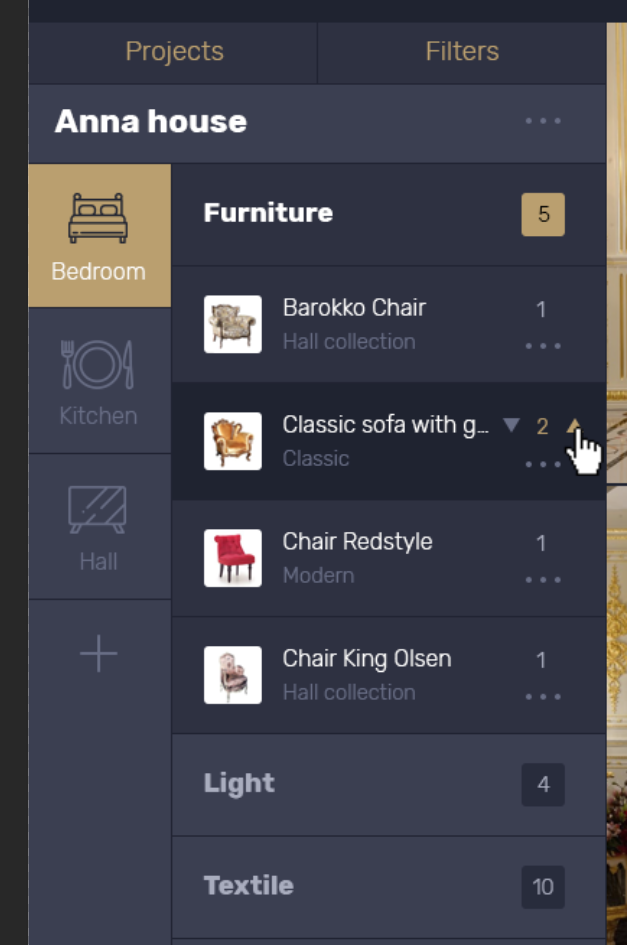 Projects
Filters
Anna house
Bedroom
Kitchen
Hall
Furniture
5
Barokko Chair
1
Hall collection
Classic sofa with g...
2
Classic
Chair Redstyle
1
Modern
Chair King Olsen
1
Hall collection
Light
4
Textile
10